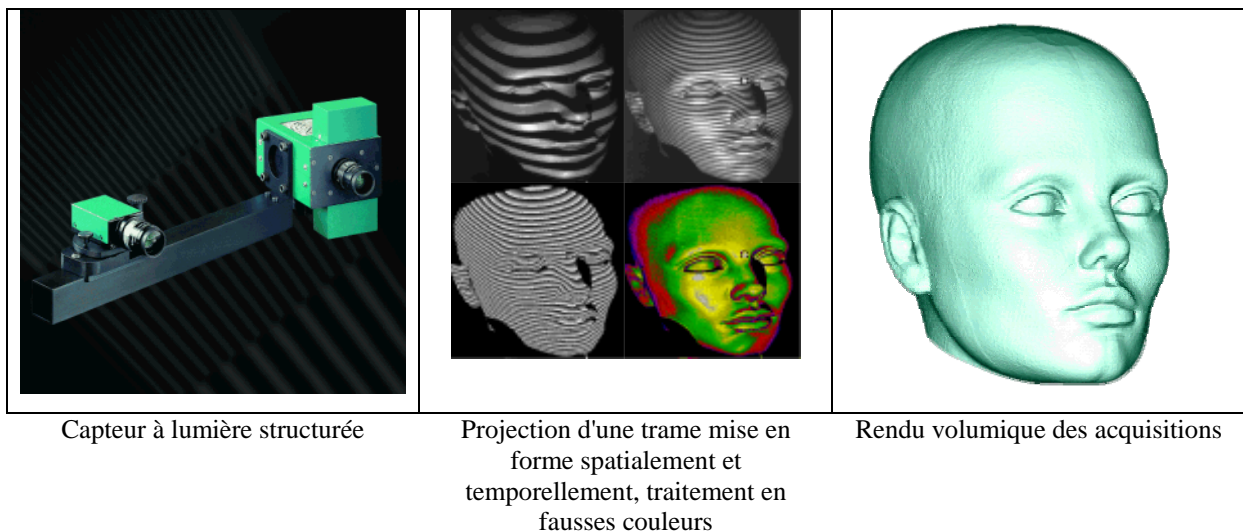 Capteur à lumière structurée
Projection d'une trame mise en
forme spatialement et
temporellement, traitement en
fausses couleurs
Rendu volumique des acquisitions